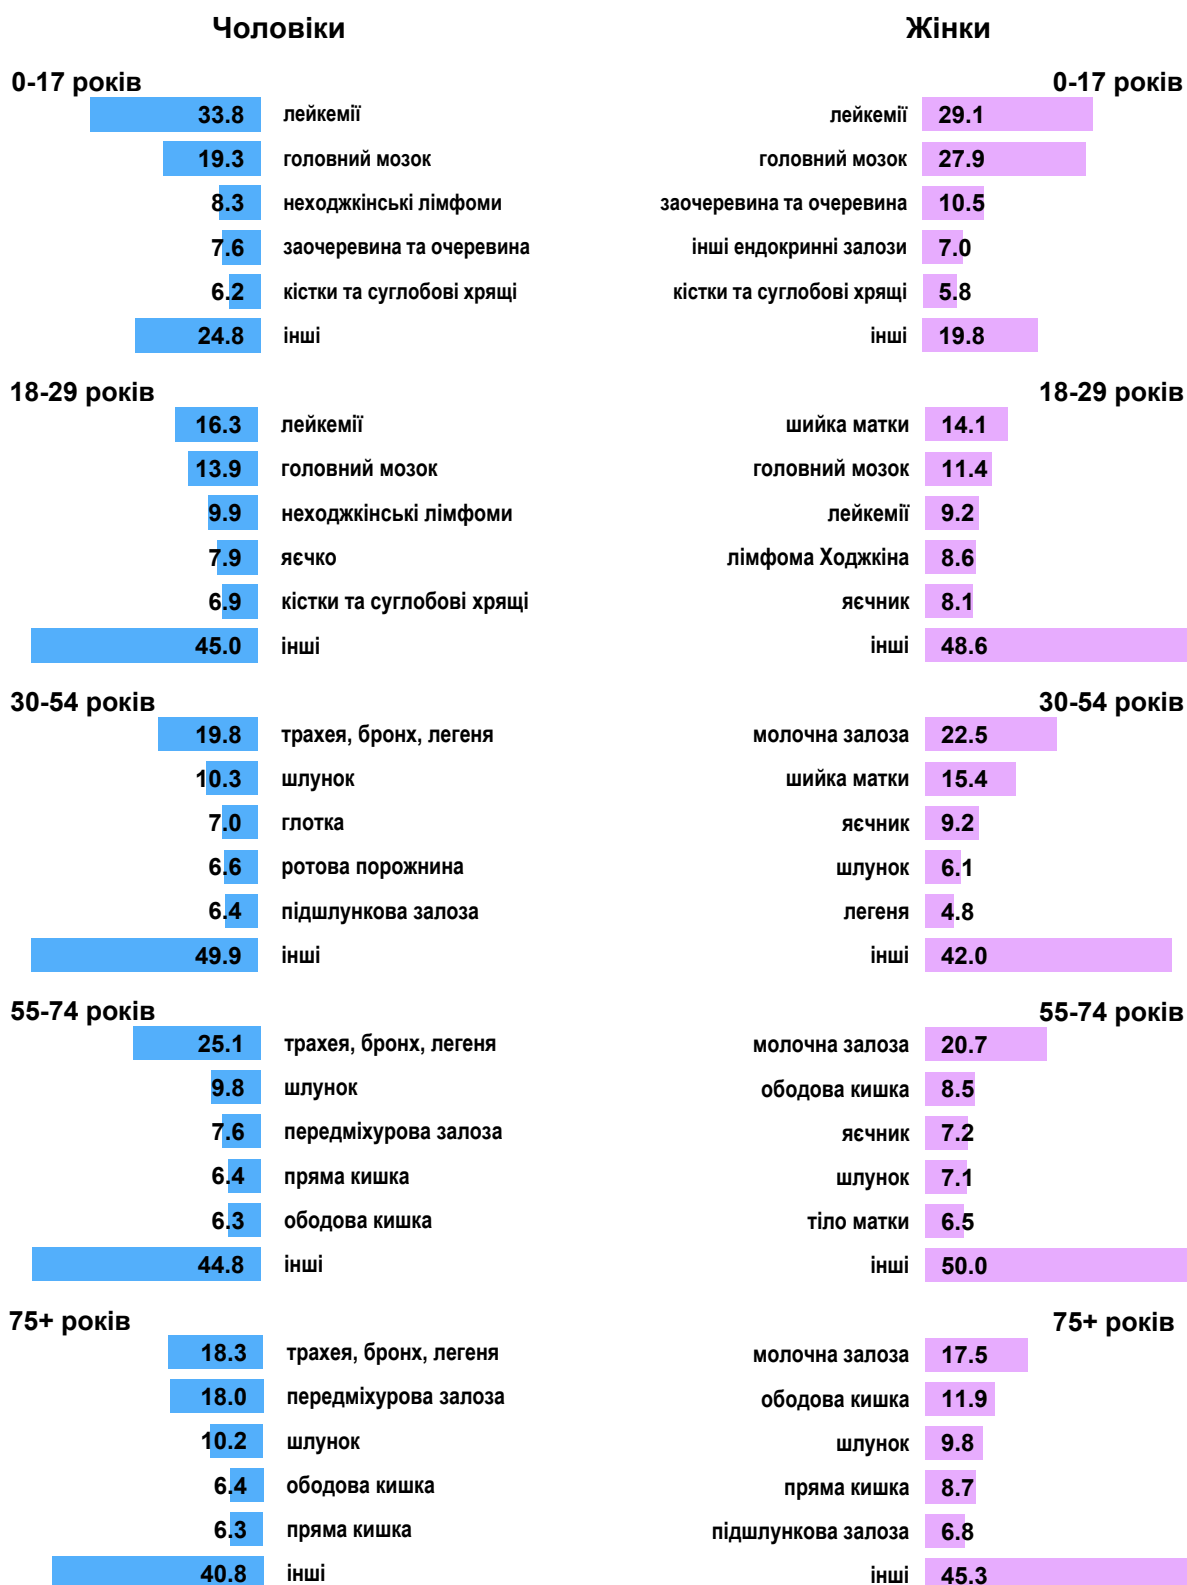 Чоловіки Жінки
0-17 років 0-17 років
33.8 лейкемії лейкемії 29.1
19.3 головний мозок головний мозок 27.9
8.3 неходжкінські лімфоми заочеревина та очеревина 10.5
7.6 заочеревина та очеревина інші ендокринні залози 7.0
6.2 кістки та суглобові хрящі кістки та суглобові хрящі 5.8
24.8 інші інші 19.8
18-29 років 18-29 років
16.3 лейкемії шийка матки 14.1
13.9 головний мозок головний мозок 11.4
9.9 неходжкінські лімфоми лейкемії 9.2
7.9 яєчко лімфома Ходжкіна 8.6
6.9 кістки та суглобові хрящі яєчник 8.1
45.0 інші інші 48.6
30-54 років 30-54 років
19.8 трахея, бронх, легеня молочна залоза 22.5
10.3 шлунок шийка матки 15.4
7.0 глотка яєчник 9.2
6.6 ротова порожнина шлунок 6.1
6.4 підшлункова залоза легеня 4.8
49.9 інші інші 42.0
55-74 років 55-74 років
25.1 трахея, бронх, легеня молочна залоза 20.7
9.8 шлунок ободова кишка 8.5
7.6 передміхурова залоза яєчник 7.2
6.4 пряма кишка шлунок 7.1
6.3 ободова кишка тіло матки 6.5
44.8 інші інші 50.0
75+ років 75+ років
18.3 трахея, бронх, легеня молочна залоза 17.5
18.0 передміхурова залоза ободова кишка 11.9
10.2 шлунок шлунок 9.8
6.4 ободова кишка пряма кишка 8.7
6.3 пряма кишка підшлункова залоза 6.8
40.8 інші інші 45.3